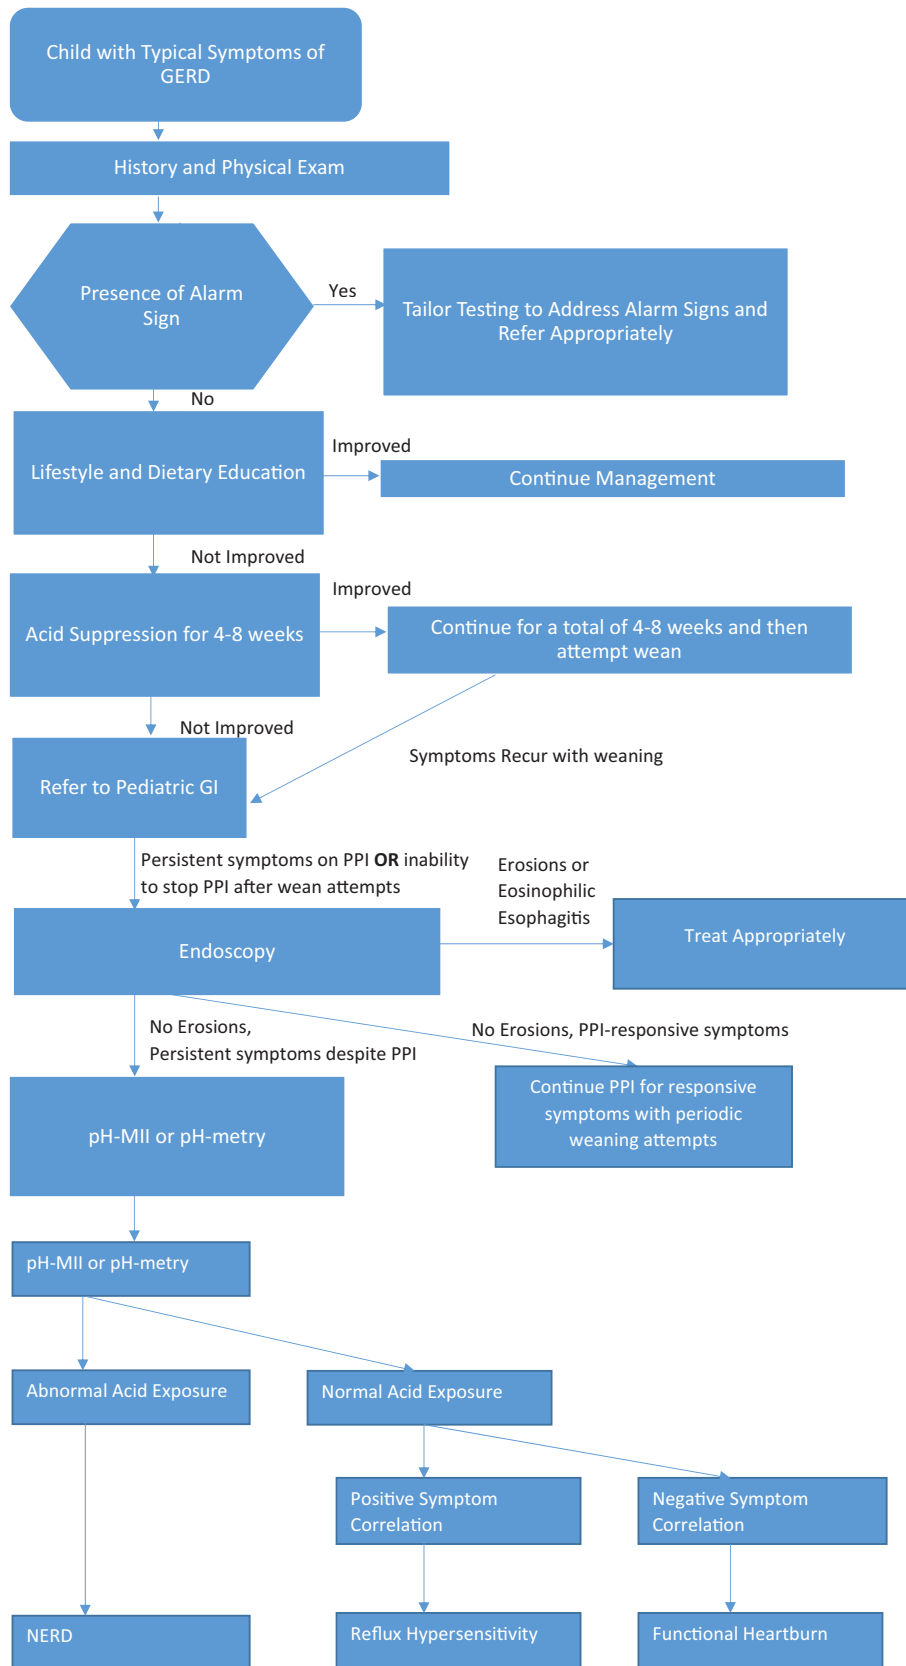 Child with Typical Symptoms of
GERD
History and Physical Exam
Presence of Alarm
Sign
Yes
Tailor Testing to Address Alarm Signs and
Refer Appropriately
No
Lifestyle and Dietary Education
Improved
Continue Management
Not Improved
Acid Suppression for 4-8 weeks
Improved
Continue for a total of 4-8 weeks and then
attempt wean
Not Improved
Symptoms Recur with weaning
Refer to Pediatric GI
Persistent symptoms on PPI OR inability
to stop PPI after wean attempts
Erosions or
Eosinophilic
Esophagitis
Endoscopy
Treat Appropriately
No Erosions,
Persistent symptoms despite PPI
No Erosions, PPI-responsive symptoms
Continue PPI for responsive
symptoms with periodic
weaning attempts
pH-MII or pH-metry
pH-MII or pH-metry
Abnormal Acid Exposure
Normal Acid Exposure
Positive Symptom
Correlation
Negative Symptom
Correlation
NERD
Reflux Hypersensitivity
Functional Heartburn